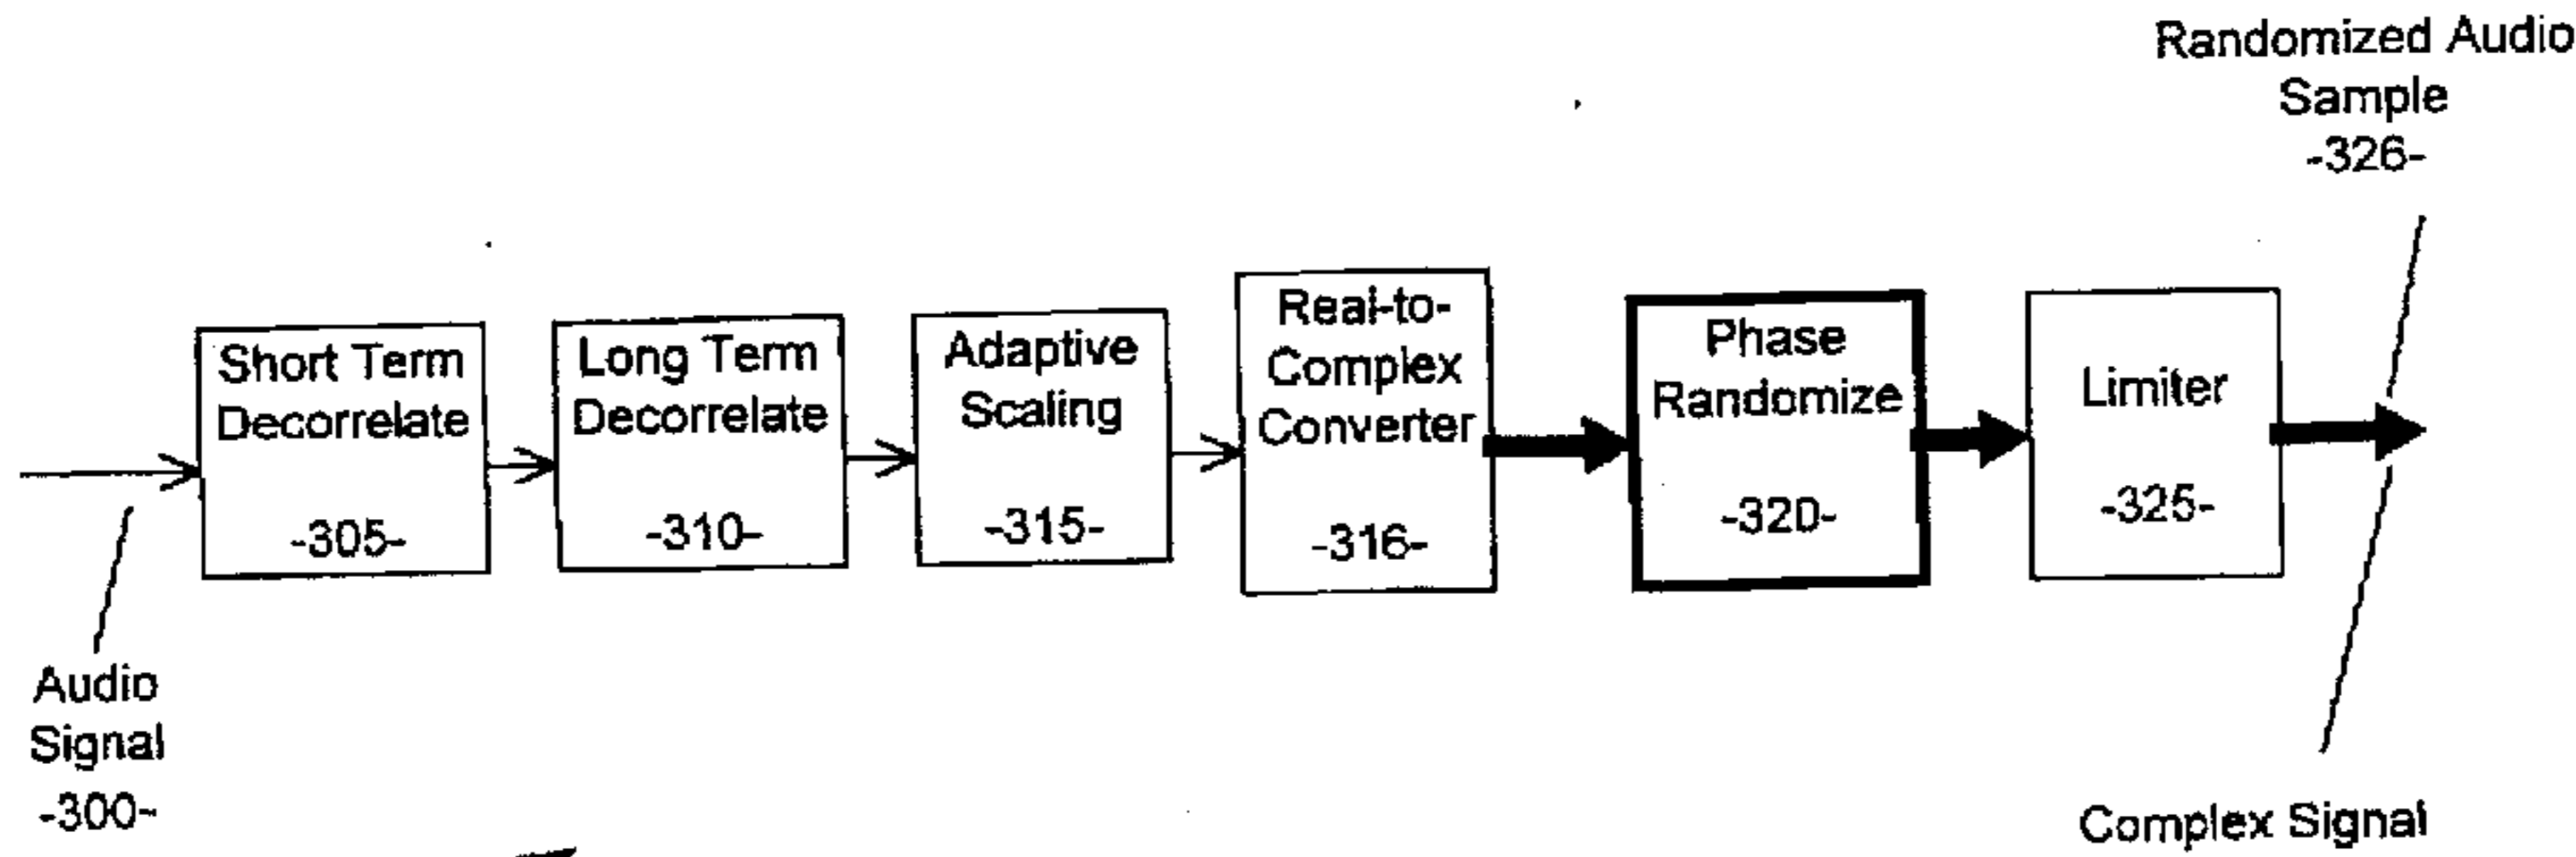 Randomized Audio
Sample
-326-
Short Term
Decorrelate
-305-
Long Term
Decorrelate
-310-
Adaptive
Scaling
-315-
Real-to-
Complex
Converter
-316-
Phase
Randomize
-320-
Limiter
-325-
Audio
Signal
-300-
Complex Signal